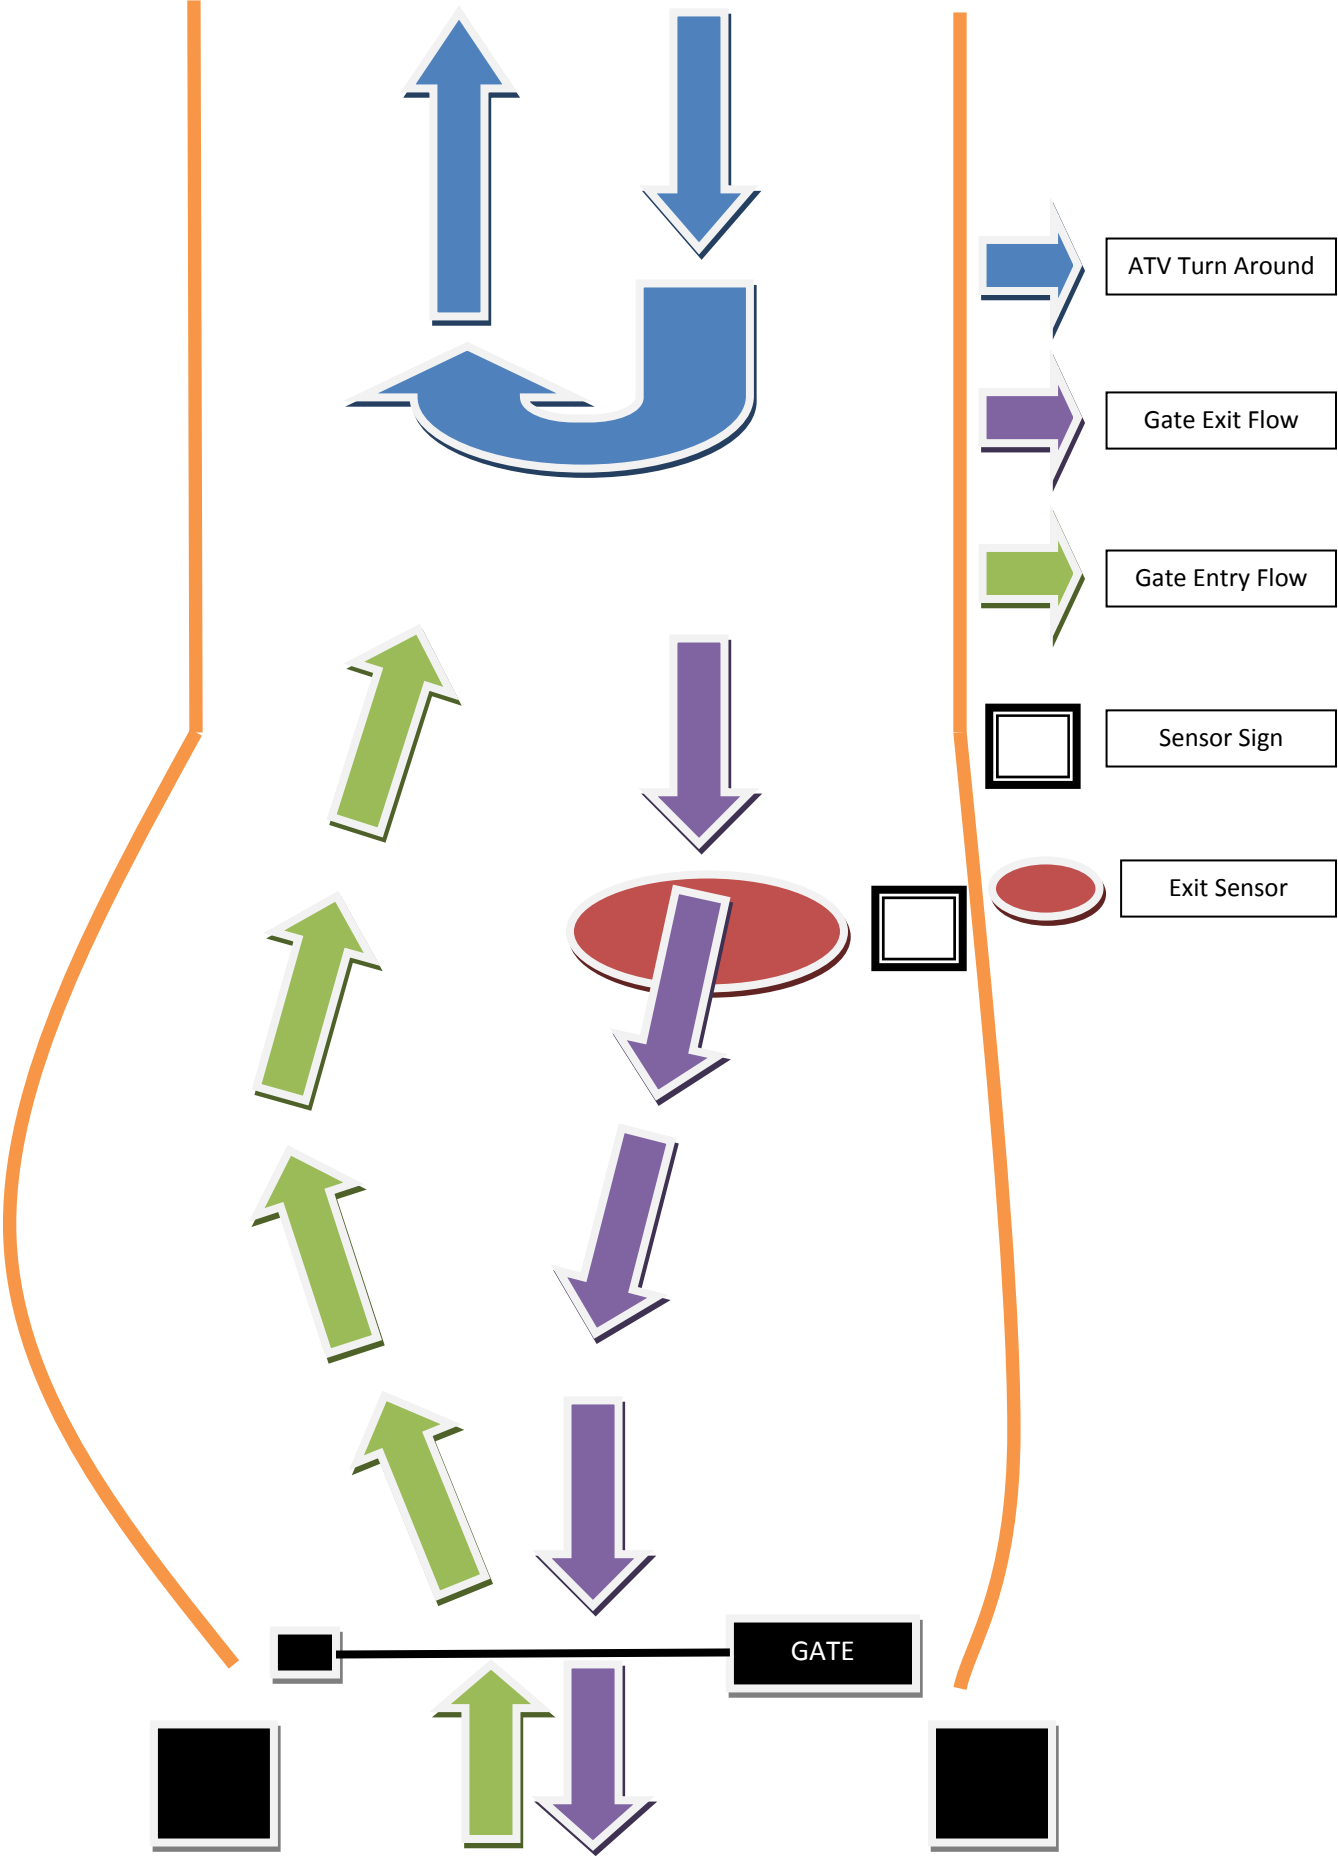 ATV Turn Around
Gate Exit Flow
Gate Entry Flow
Sensor Sign
Exit Sensor
GATE